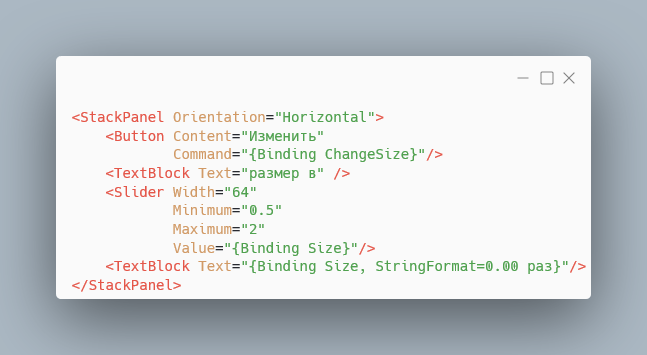 <StackPanel Orientation="Horizontal">
    <Button Content="Изменить"
            Command="{Binding ChangeSize}"/>
    <TextBlock Text="размер в" />
    <Slider Width="64"
            Minimum="0.5"
            Maximum="2"
            Value="{Binding Size}"/>
    <TextBlock Text="{Binding Size, StringFormat=0.00 раз}"/>
</StackPanel>